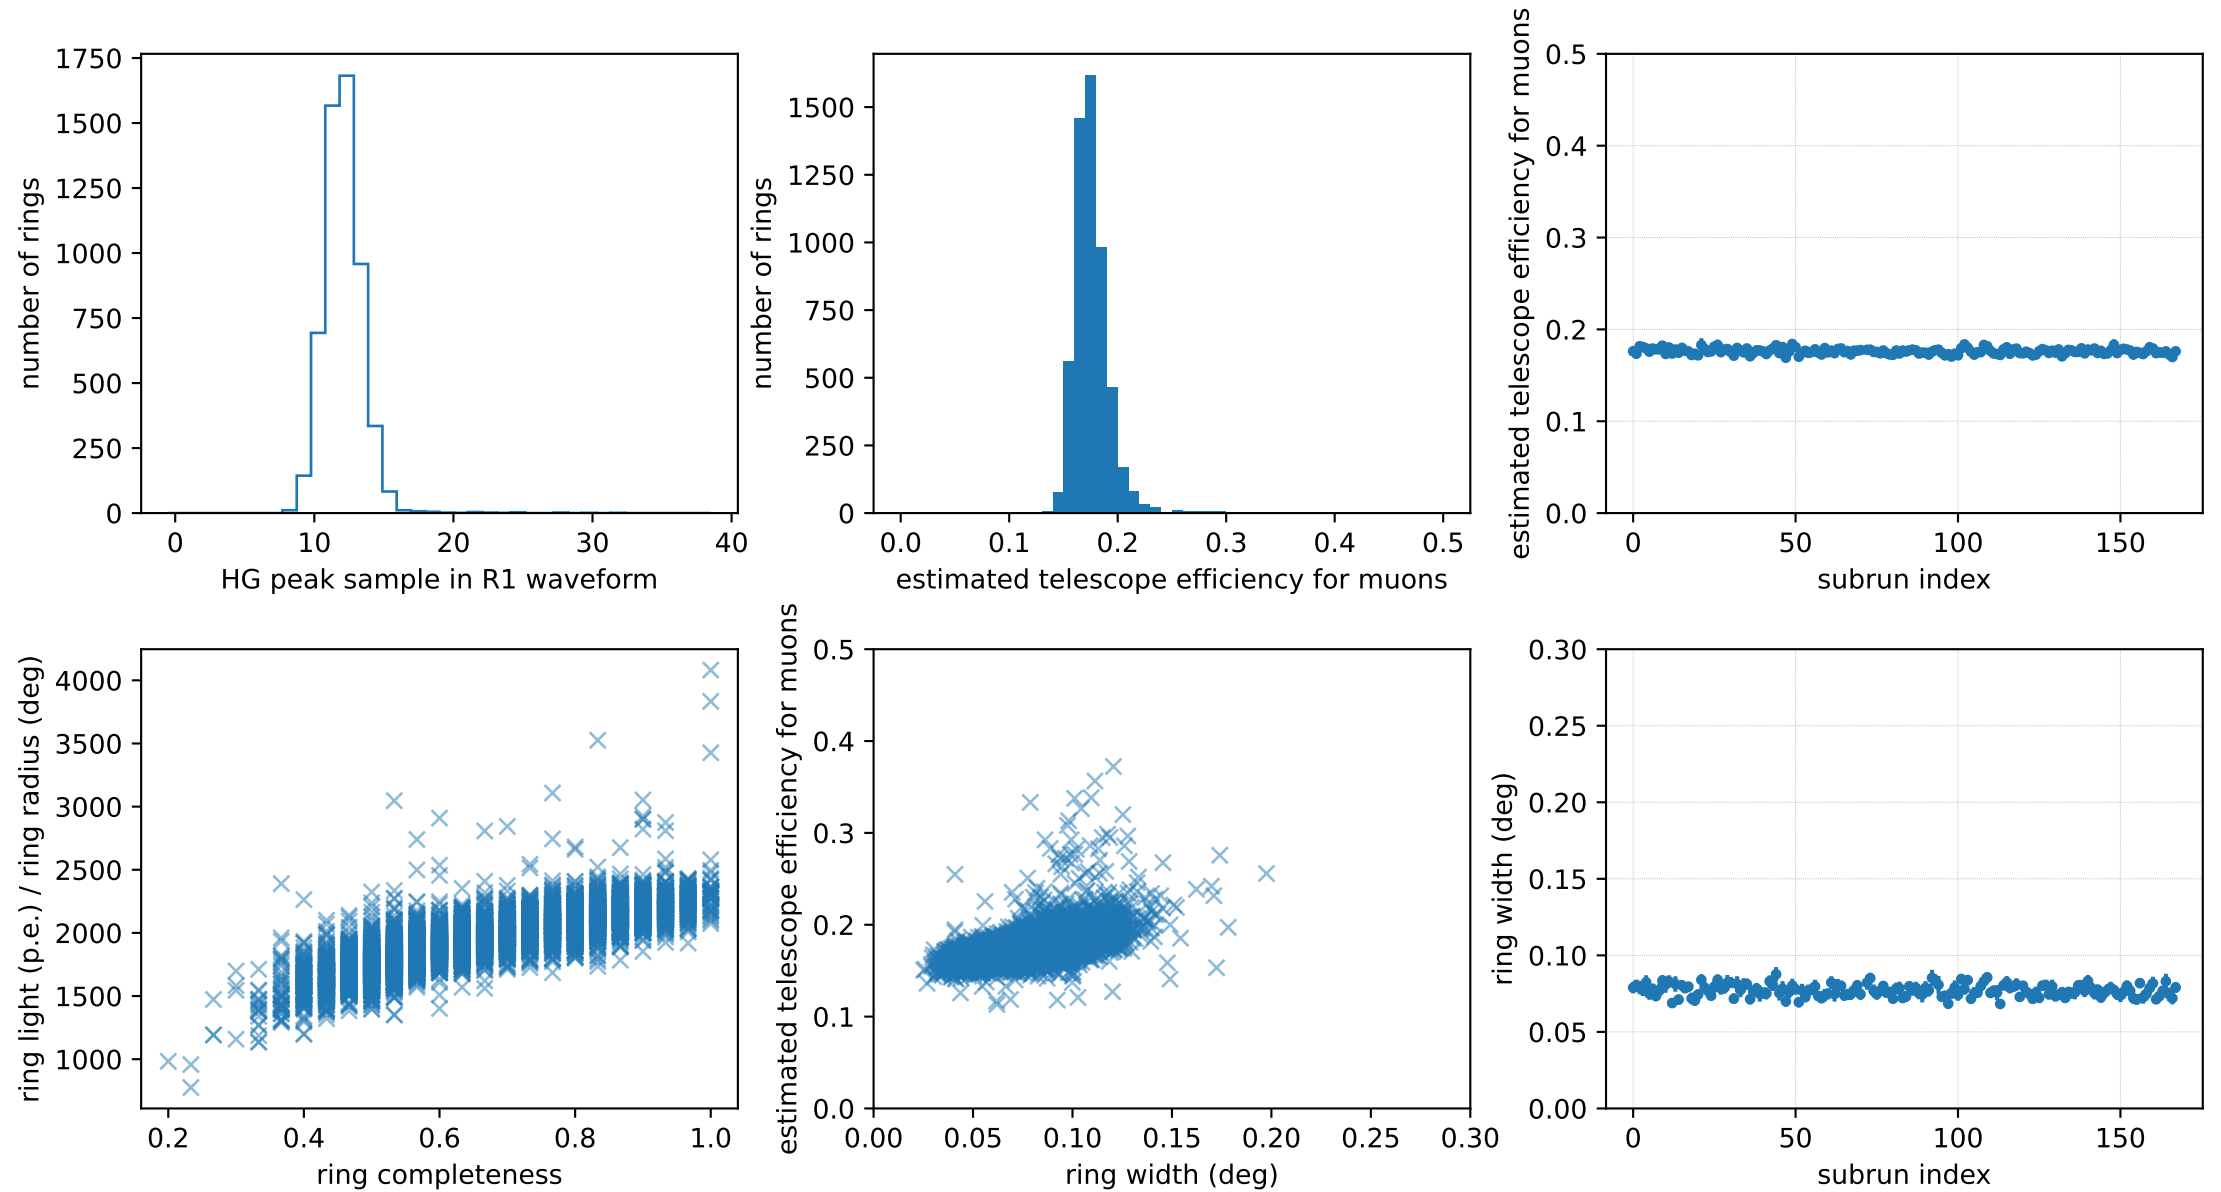 1750
1500
1250
1000
750
500
250
0
number of rings
0 10 20 30 40
HG peak sample in R1 waveform
1500
1250
1000
750
500
250
0
number of rings
0.0 0.1 0.2 0.3 0.4 0.5
estimated telescope efficiency for muons
0.5
0.4
0.3
0.2
0.1
0.0
estimated telescope efficiency for muons
0 50 100 150
subrun index
4000
3500
3000
2500
2000
1500
1000
ring light (p.e.) / ring radius (deg)
0.2 0.4 0.6 0.8 1.0
ring completeness
0.5
0.4
0.3
0.2
0.1
0.0
estimated telescope efficiency for muons
0.00 0.05 0.10 0.15 0.20 0.25 0.30
ring width (deg)
0.30
0.25
0.20
0.15
0.10
0.05
0.00
ring width (deg)
0 50 100 150
subrun index